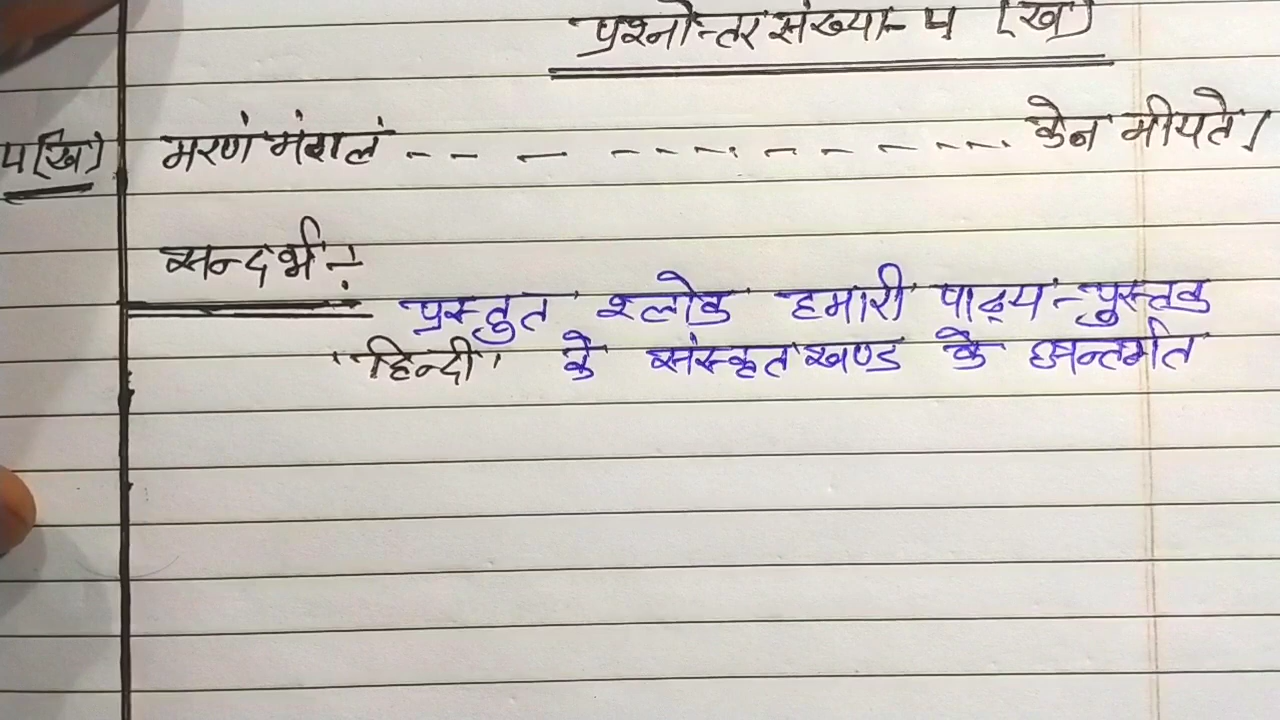 प्रश्नोन्तर संख्या- ५ (ख)
५(ख) मरणं मंगलं -- - ---------- केन मीयते।
सन्दर्भ ÷
प्रस्तुत श्लोक हमारी पाठ्य-पुस्तक
"हिन्दी" के संस्कृत खण्ड के अन्तर्गत